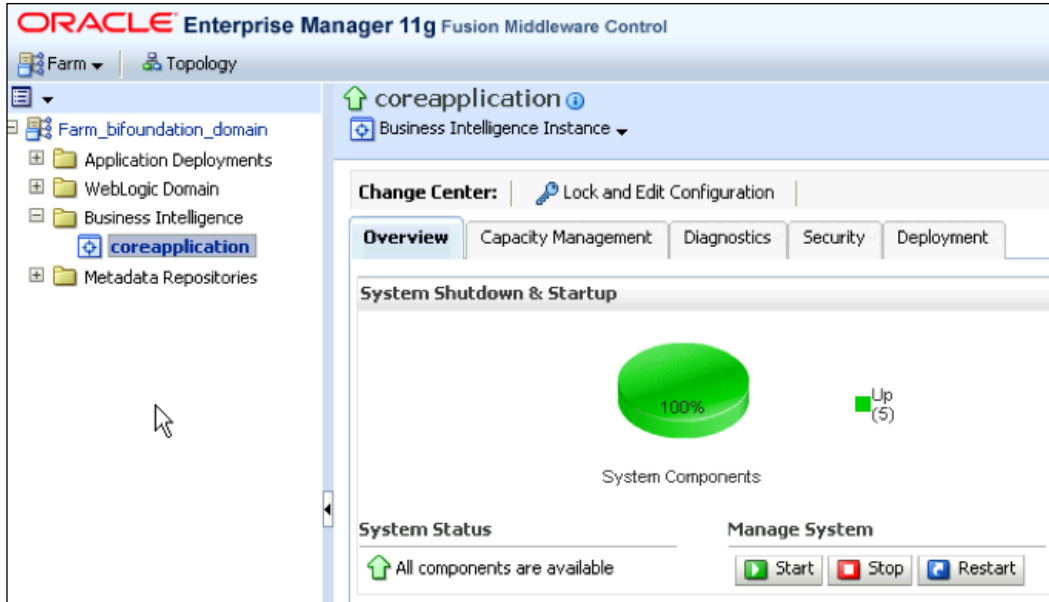 ORACLE Enterprise Manager 11g Fusion Middleware Control
Farm Topology
Farm_bifoundation_domain
Application Deployments
WebLogic Domain
Business Intelligence
coreapplication
Metadata Repositories
coreapplication
Business Intelligence Instance
Change Center: Lock and Edit Configuration
Overview Capacity Management Diagnostics Security Deployment
System Shutdown & Startup
100%
Up
(5)
System Components
System Status Manage System
All components are available Start Stop Restart